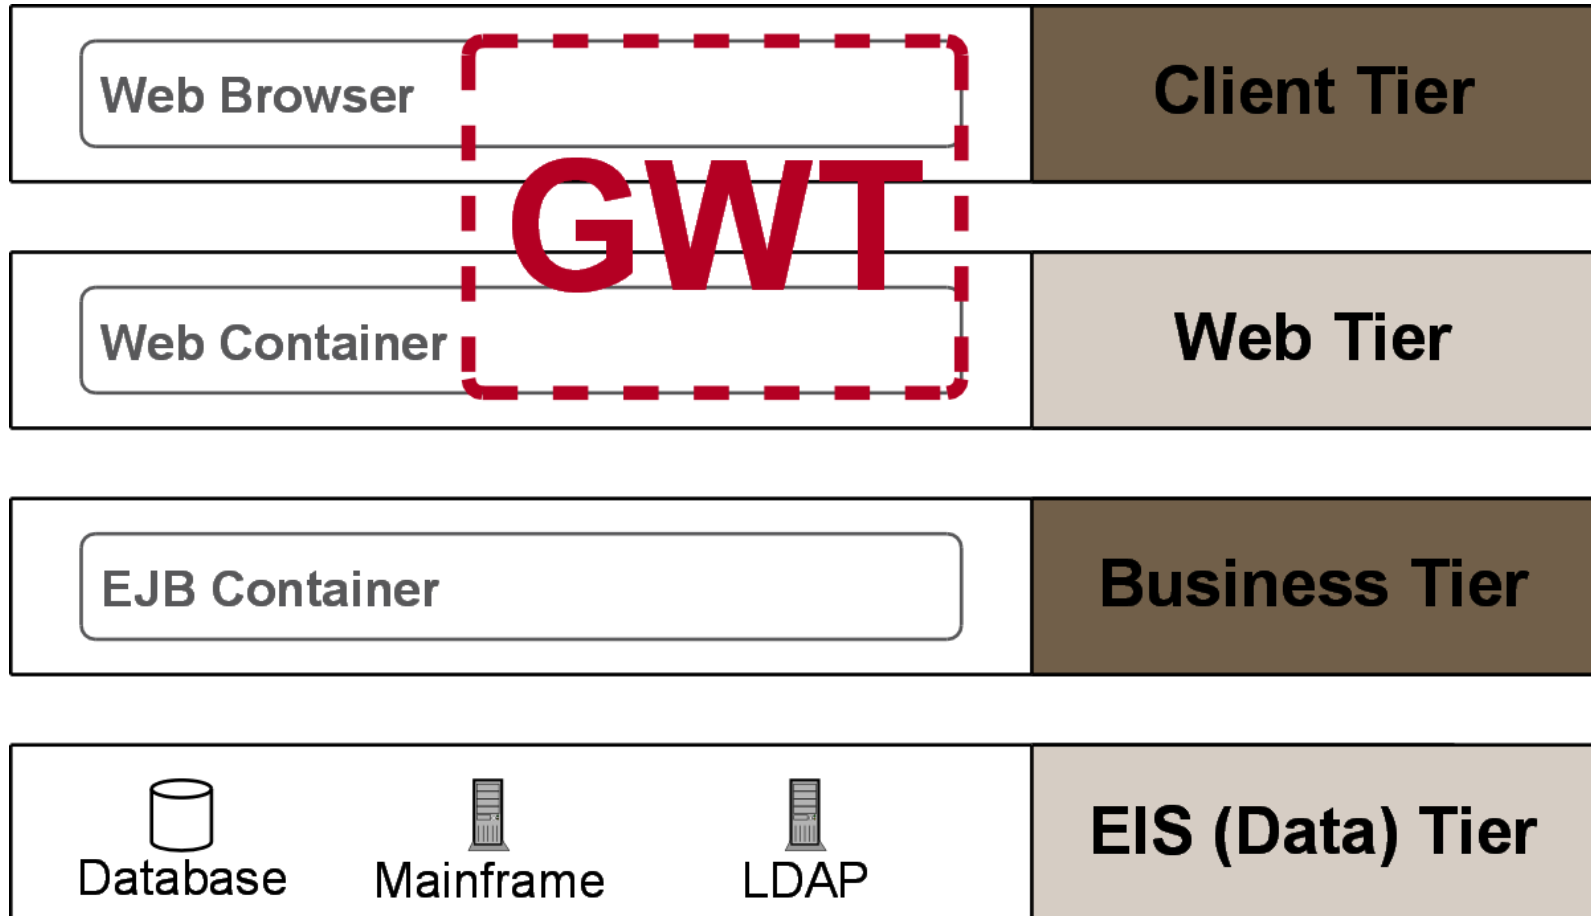 Web Browser
Client Tier
GWT
Web Container
Web Tier
EJB Container
Business Tier
Database
Mainframe
LDAP
EIS (Data) Tier